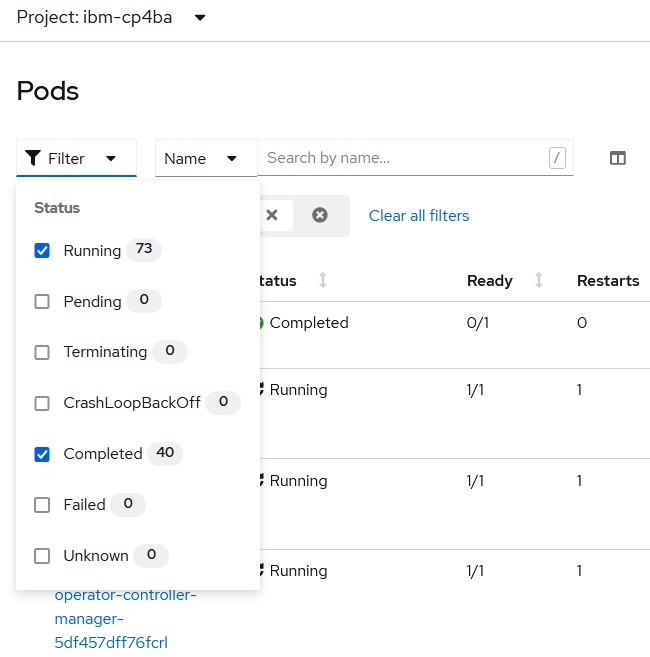 Project: ibm-cp4ba
Pods
Filter Name Search by name... /
Status
Clear all filters
Running 73
Pending 0
Terminating 0
CrashLoopBackOff 0
Completed 40
Failed 0
Unknown 0
tatus Ready Restarts
Completed 0/1 0
Running 1/1 1
Running 1/1 1
Running 1/1 1
operator-controller-
manager-
5df457dff76fcrl